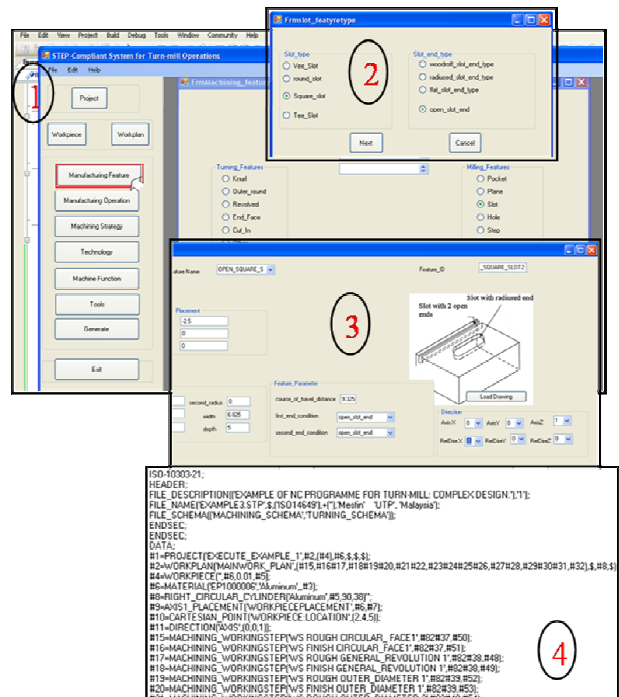 File Edit View Project Build Debug Data Tools Window Community Help
STEP-Compliant System for Turn-mill Operations
File Edit Help
1
Project
Workpiece Workplan
Manufacturing Feature
Manufacturing Operation
Machining Strategy
Technology
Machine Function
Tools
Generate
Exit
Frmslot_featyretype
Slot_type
Vee_Slot
round_slot
Square_slot
Tee_Slot
2
Slot_end_type
woodruff_slot_end_type
radiused_slot_end_type
flat_slot_end_type
open_slot_end
Next Cancel
FrmMachining_featu
Turning_Features
Knurl
Outer_round
Revolved
End_Face
Cut_In
Milling_Features
Pocket
Plane
Slot
Hole
Step
ature Name OPEN_SQUARE_S
Feature_ID _SQUARE_SLOT2
Placement
-2.5
0
0
3
Slot with radiused end
Slot with 2 open
ends
Load Drawing
second_radius 0
width 6.825
depth 5
Feature_Parameter
course_of_travel_distance 9.325
first_end_condition open_slot_end
second_end_condition open_slot_end
Direction
AxisX 0 AxisY 0 AxisZ 1
RefDireX RefDireY 0 RefDireZ 0
ISO-10303-21;
HEADER;
FILE_DESCRIPTION(('EXAMPLE OF NC PROGRAMME FOR TURN-MILL: COMPLEX DESIGN.'),'1');
FILE_NAME('EXAMPLE3.STP',$,('ISO14649'),+(''),'Mesfin' 'UTP', 'Malaysia');
FILE_SCHEMA(('MACHINING_SCHEMA','TURNING_SCHEMA'));
ENDSEC;
ENDSEC;
DATA;
#1=PROJECT('EXECUTE_EXAMPLE_1',#2,(#4),#6,$,$,$);
#2=WORKPLAN('MAINWORK_PLAN',(#15,#16#17,#18#19#20,#21#22,#23#24#25#26,#27#28,#29#30#31,#32),$,#8,$)
#4=WORKPIECE('',#6,0.01,#5);
#6=MATERIAL('EP1000006','Aluminum',,#3);
#8=RIGHT_CIRCULAR_CYLINDER('Aluminum',#5,90,38)'';
#9=AXIS1_PLACEMENT('WORKPIECEPLACEMENT',#6,#7);
#10=CARTESIAN_POINT('WORKPIECE:LOCATION',(2,4,5));
#11=DIRECTION('AXIS',(0,0,1));
#15=MACHINING_WORKINGSTEP('WS ROUGH CIRCULAR_ FACE1',#82#37,#50);
#16=MACHINING_WORKINGSTEP('WS FINISH CIRCULAR_FACE1',#82#37,#51);
#17=MACHINING_WORKINGSTEP('WS ROUGH GENERAL_REVOLUTION 1',#82#38,#48);
#18=MACHINING_WORKINGSTEP('WS FINISH GENERAL_REVOLUTION 1',#82#38,#49);
#19=MACHINING_WORKINGSTEP('WS ROUGH OUTER_DIAMETER 1',#82#39,#52);
#20=MACHINING_WORKINGSTEP('WS FINISH OUTER_DIAMETER 1',#82#39,#53);
4